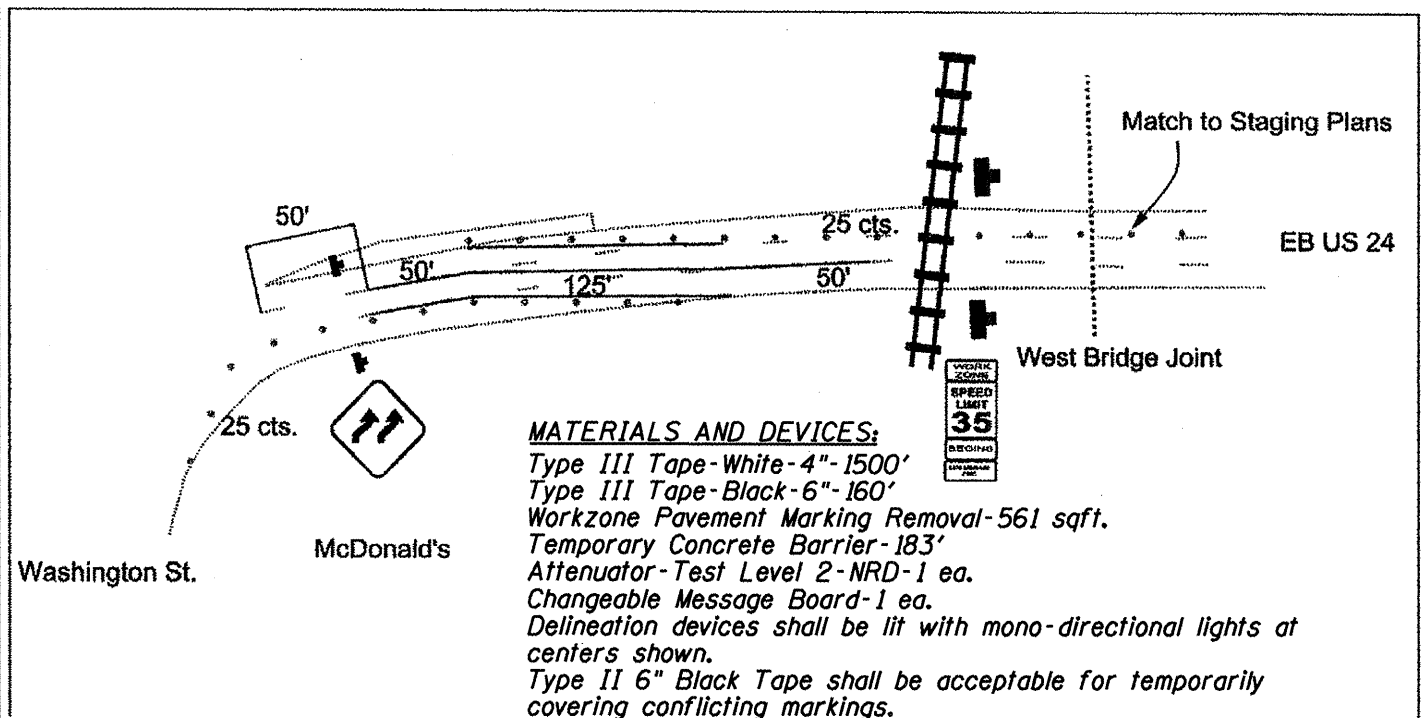 Match to Staging Plans
50'
25 cts.
EB US 24
50'
125'
50'
West Bridge Joint
WORK
ZONE
SPEED
LIMIT
35
25 cts.
McDonald's
Washington St.
MATERIALS AND DEVICES:
Type III Tape-White-4"-1500'
Type III Tape-Black-6"-160'
Workzone Pavement Marking Removal-561 sqft.
Temporary Concrete Barrier-183'
Attenuator-Test Level 2-NRD-1 ea.
Changeable Message Board-1 ea.
Delineation devices shall be lit with mono-directional lights at
centers shown.
Type II 6" Black Tape shall be acceptable for temporarily
covering conflicting markings.